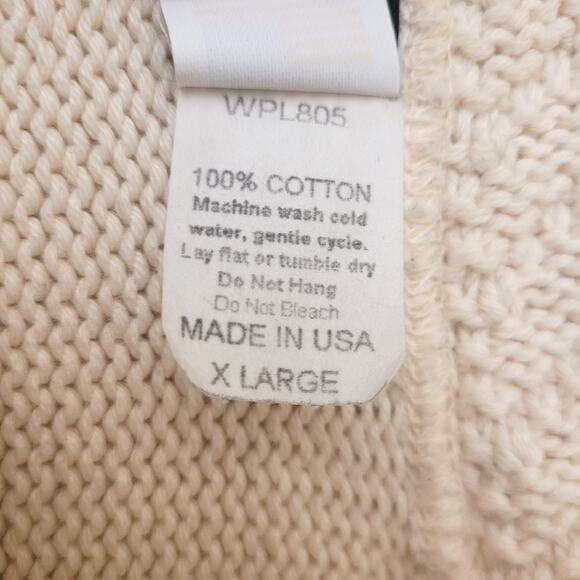 WPL805
100% COTTON
Machine wash cold
water, gentle cycle.
Lay flat or tumble dry
Do Not Hang
Do Not Bleach
MADE IN USA
X LARGE